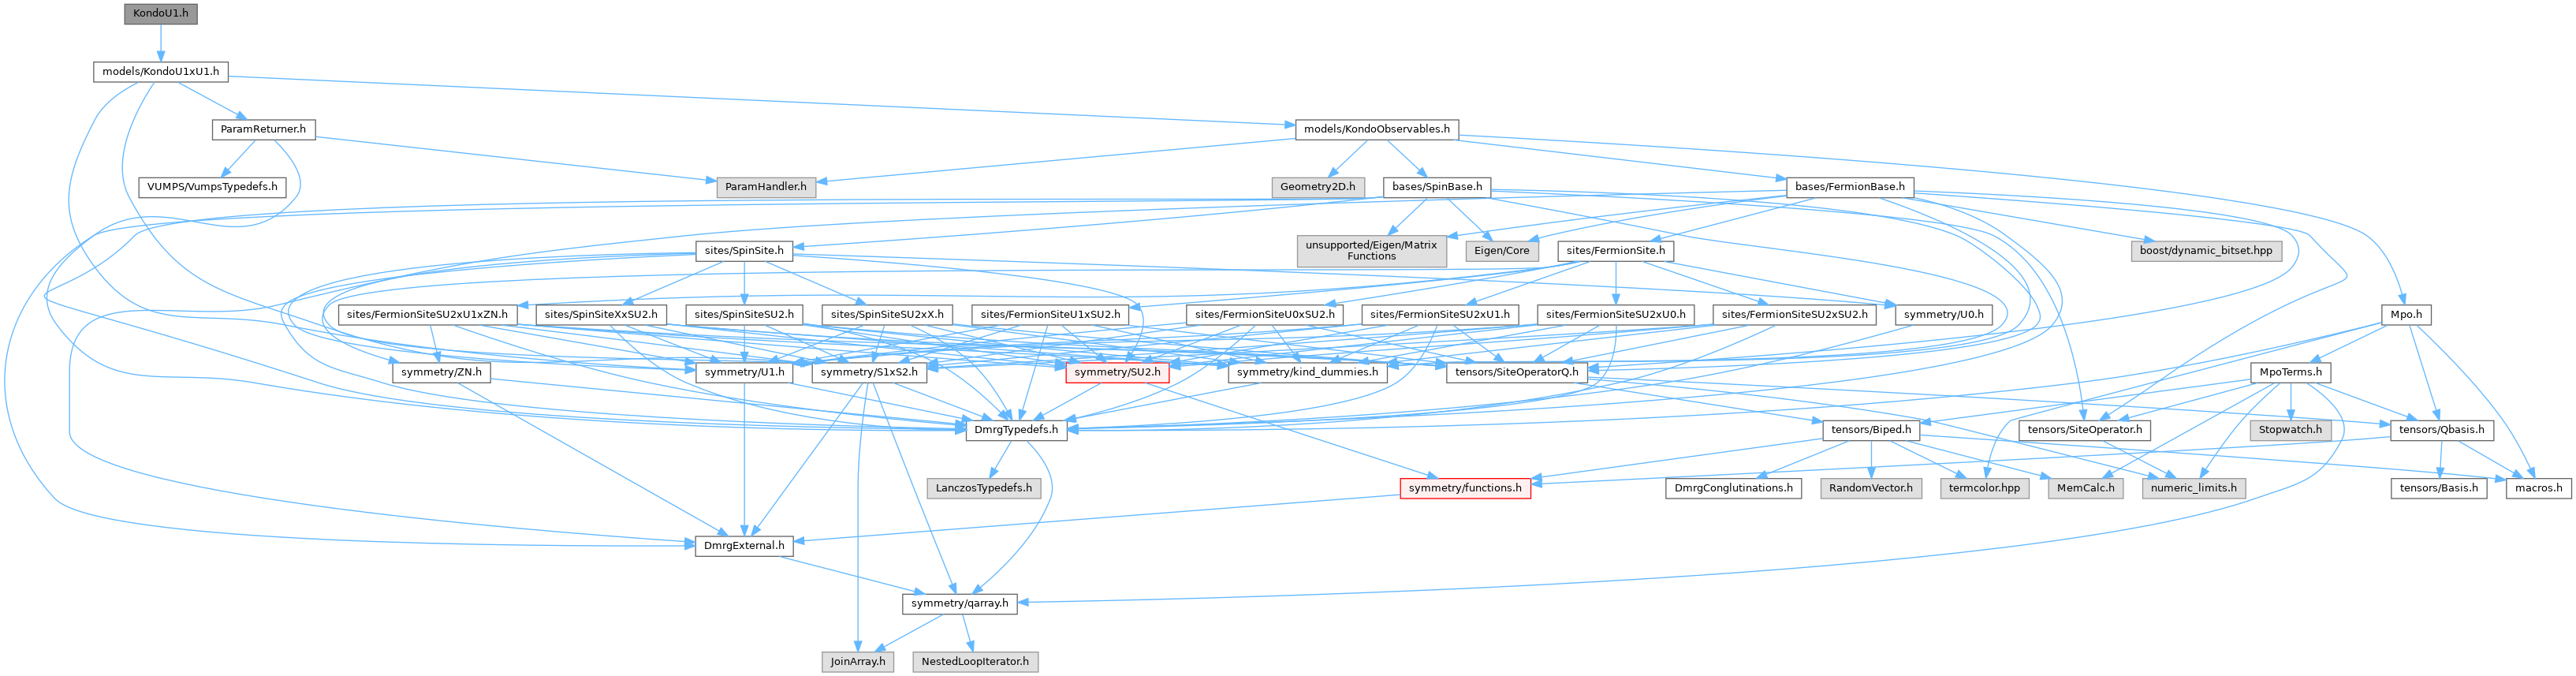 KondoU1.h
models/KondoU1xU1.h
ParamReturner.h
models/KondoObservables.h
VUMPS/VumpsTypedefs.h
ParamHandler.h
Geometry2D.h
bases/SpinBase.h
bases/FermionBase.h
sites/SpinSite.h
unsupported/Eigen/Matrix
Functions
Eigen/Core
sites/FermionSite.h
boost/dynamic_bitset.hpp
sites/FermionSiteSU2xU1xZN.h
sites/SpinSiteXxSU2.h
sites/SpinSiteSU2.h
sites/SpinSiteSU2xX.h
sites/FermionSiteU1xSU2.h
sites/FermionSiteU0xSU2.h
sites/FermionSiteSU2xU1.h
sites/FermionSiteSU2xU0.h
sites/FermionSiteSU2xSU2.h
symmetry/U0.h
Mpo.h
symmetry/ZN.h
symmetry/U1.h
symmetry/S1xS2.h
symmetry/SU2.h
symmetry/kind_dummies.h
tensors/SiteOperatorQ.h
MpoTerms.h
DmrgTypedefs.h
tensors/Biped.h
tensors/SiteOperator.h
Stopwatch.h
tensors/Qbasis.h
LanczosTypedefs.h
symmetry/functions.h
DmrgConglutinations.h
RandomVector.h
termcolor.hpp
MemCalc.h
numeric_limits.h
tensors/Basis.h
macros.h
DmrgExternal.h
symmetry/qarray.h
JoinArray.h
NestedLoopIterator.h